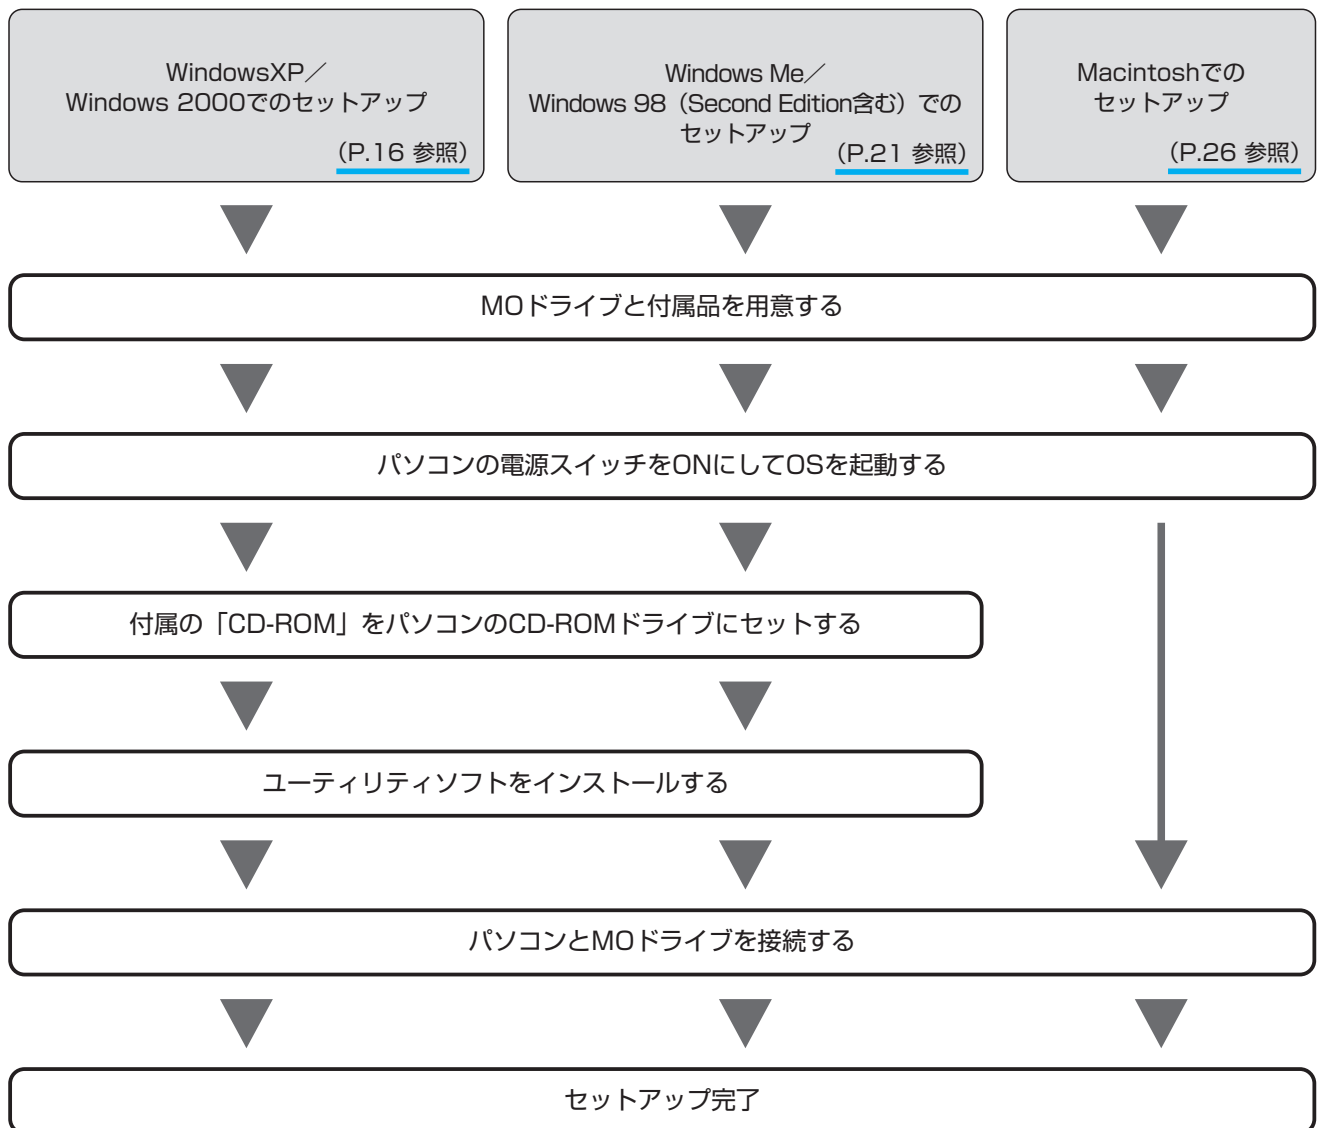 WindowsXP／
Windows 2000でのセットアップ
（P.16 参照）
Windows Me／
Windows 98（Second Edition含む）での
セットアップ
（P.21 参照）
Macintoshでの
セットアップ
（P.26 参照）
MOドライブと付属品を用意する
パソコンの電源スイッチをONにしてOSを起動する
付属の「CD-ROM」をパソコンのCD-ROMドライブにセットする
ユーティリティソフトをインストールする
パソコンとMOドライブを接続する
セットアップ完了